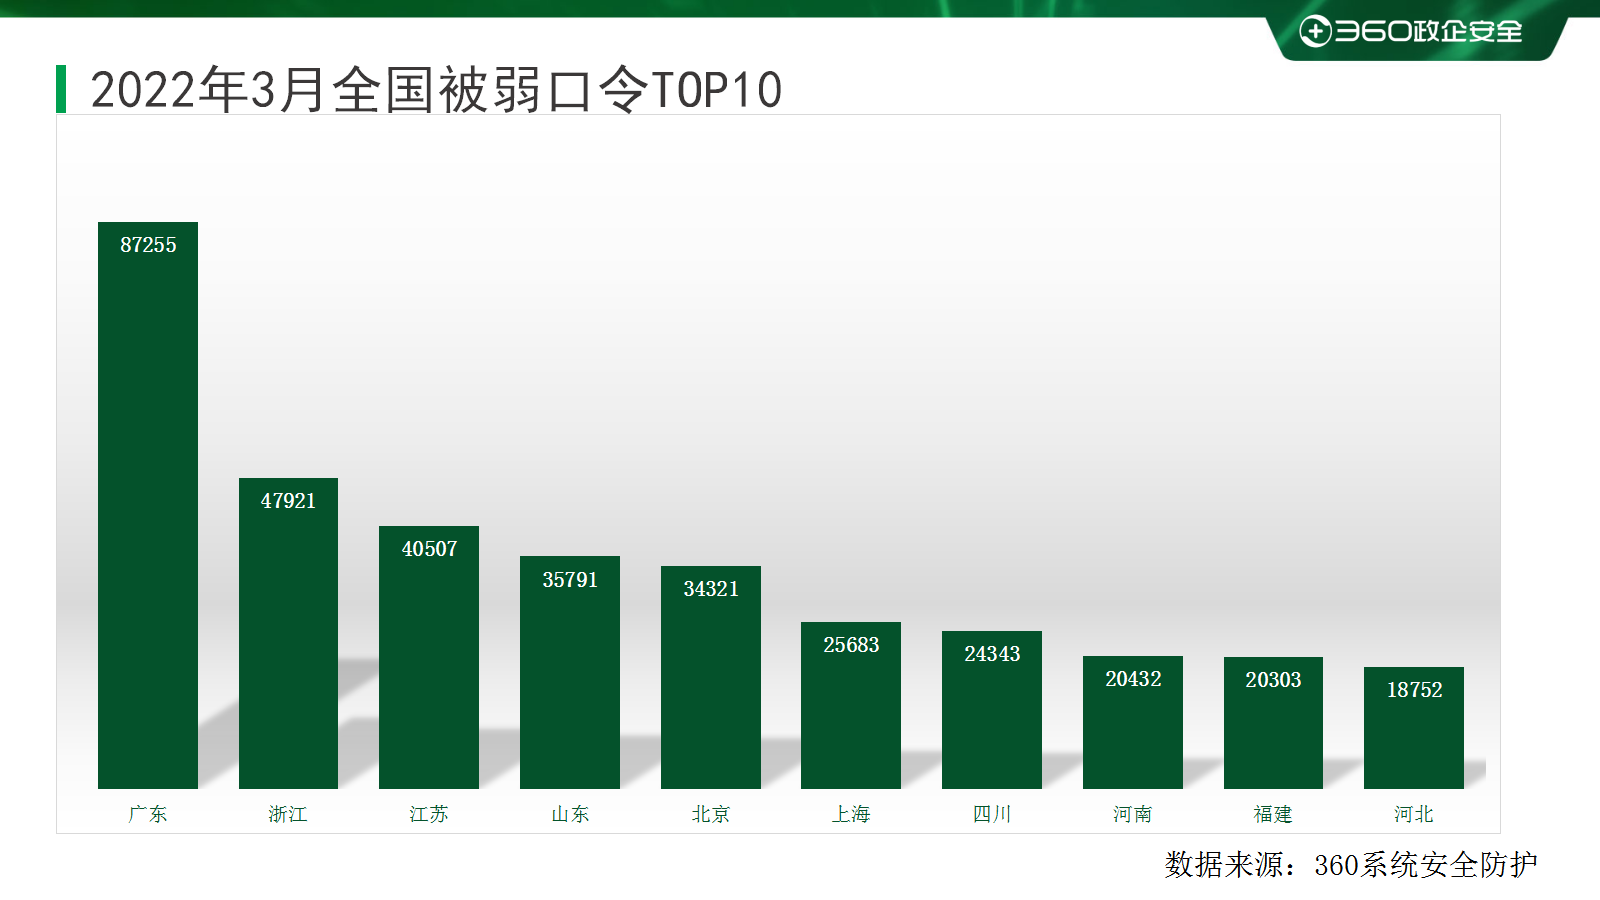 360政企安全
2022年3月全国被弱口令TOP10
87255
47921
40507
35791
34321
25683
24343
20432
20303
18752
广东
浙江
江苏
山东
北京
上海
四川
河南
福建
河北
数据来源：360系统安全防护